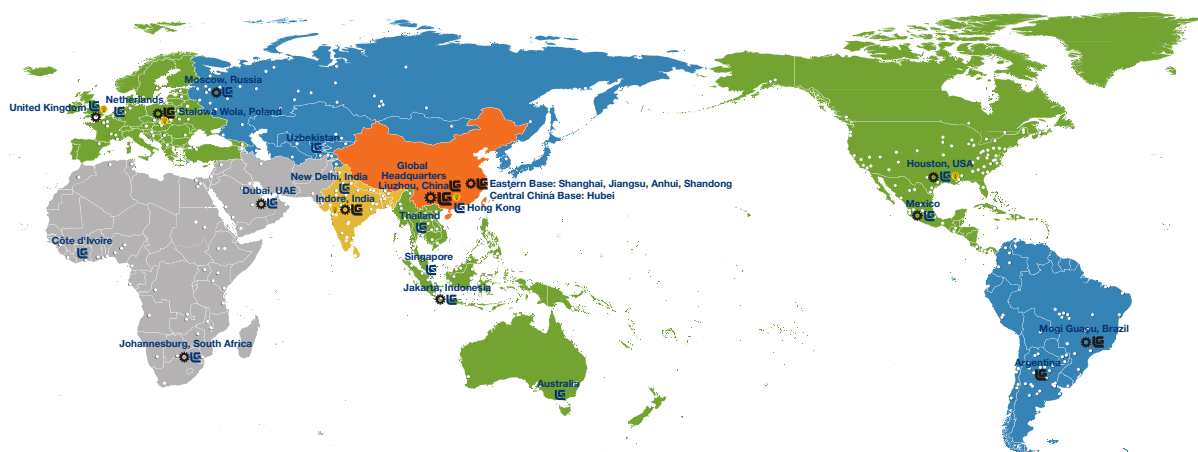 Moscow, Russia
Netherlands
United Kingdom
Stalowa Wola, Poland
Uzbekistan
Global
Headquarters
Liuzhou, China
New Delhi, India
Eastern Base: Shanghai, Jiangsu, Anhui, Shandong
Central China Base: Hubei
Dubai, UAE
Indore, India
Hong Kong
Thailand
Houston, USA
Mexico
Côte d'Ivoire
Singapore
Jakarta, Indonesia
Johannesburg, South Africa
Mogi Guaçu, Brazil
Argentina
Australia